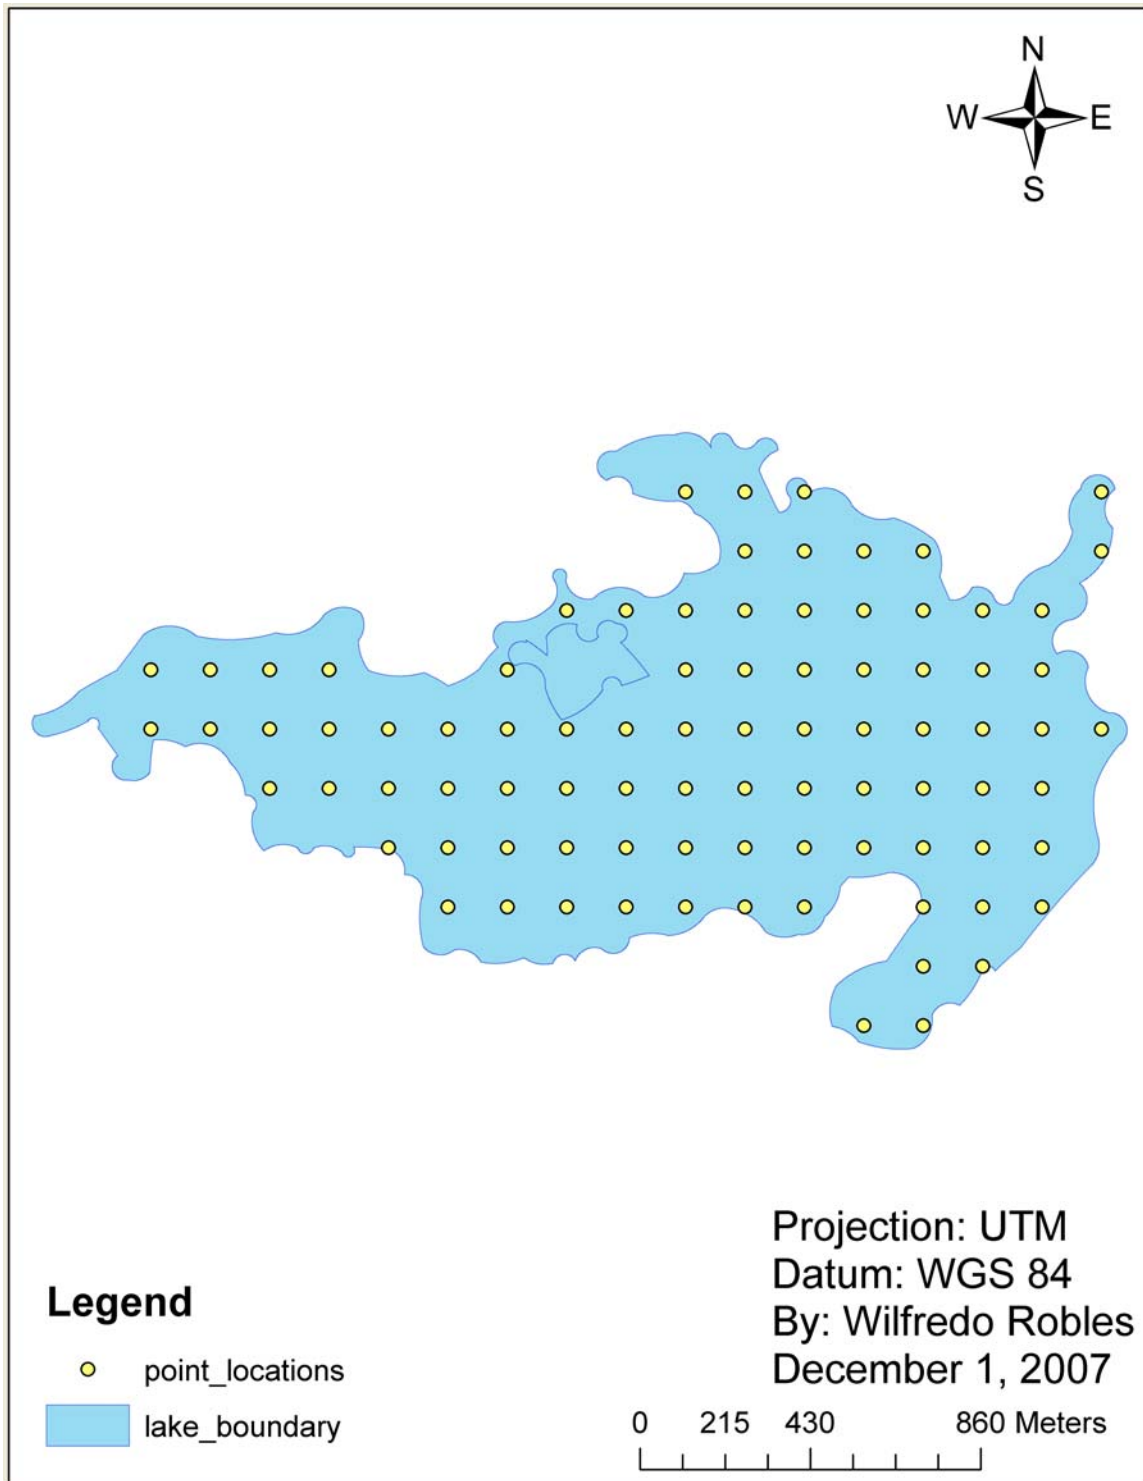 N
W E
S
Projection: UTM
Datum: WGS 84
By: Wilfredo Robles
December 1, 2007
Legend
point_locations
lake_boundary
0 215 430 860 Meters